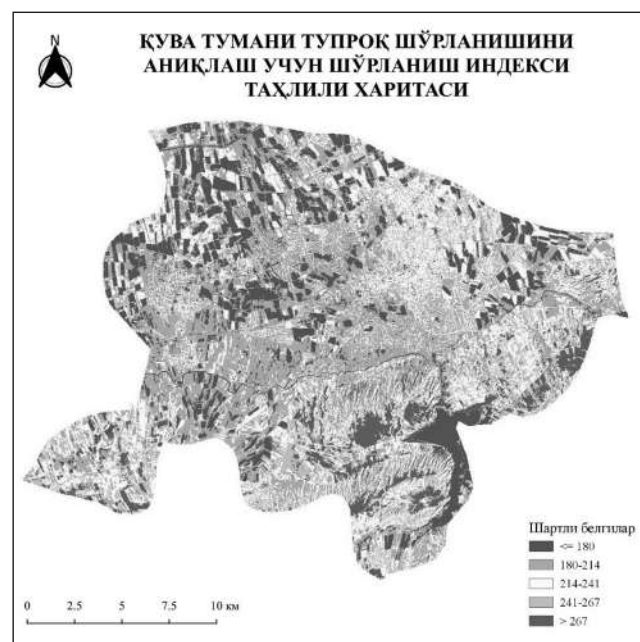 N
ҚУВА ТУМАНИ ТУПРОҚ ШЎРЛАНИШИНИ
АНИҚЛАШ УЧУН ШЎРЛАНИШ ИНДЕКСИ
ТАҲЛИЛИ ХАРИТАСИ
Шартли белгилар
<= 180
180-214
214-241
241-267
> 267
0 2.5 5 7.5 10 км